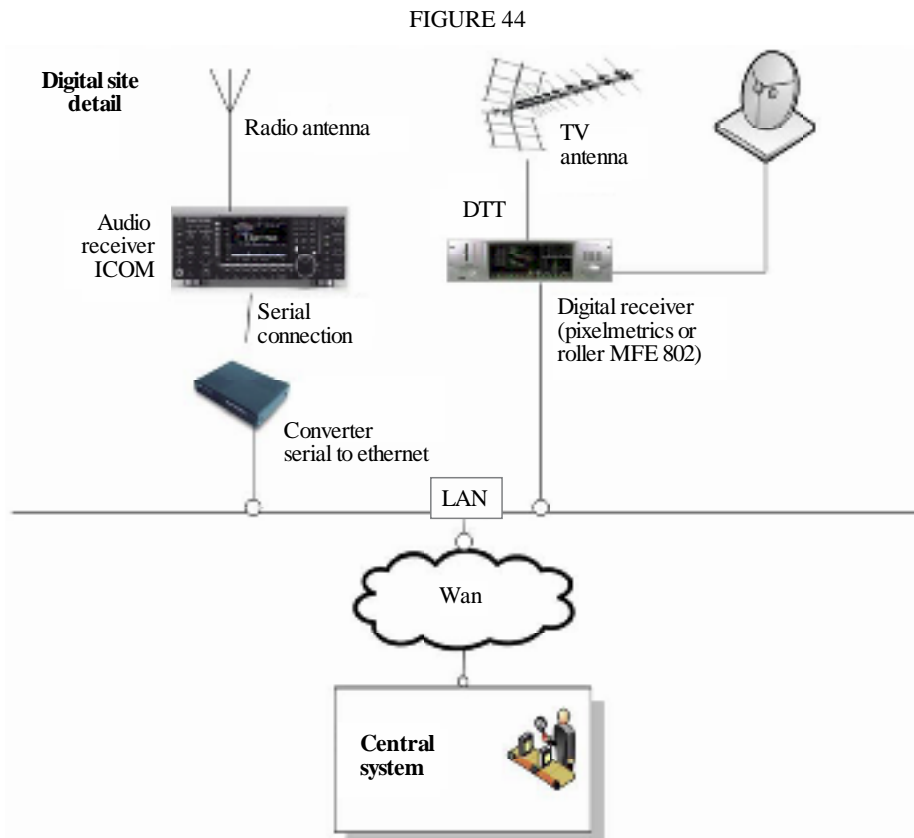 FIGURE 44
Digital site
detail
Radio antenna
TV
antenna
DTT
Audio
receiver
ICOM
Serial
connection
Digital receiver
(pixelmetrics or
roller MFE 802)
Converter
serial to ethernet
LAN
Wan
Central
system